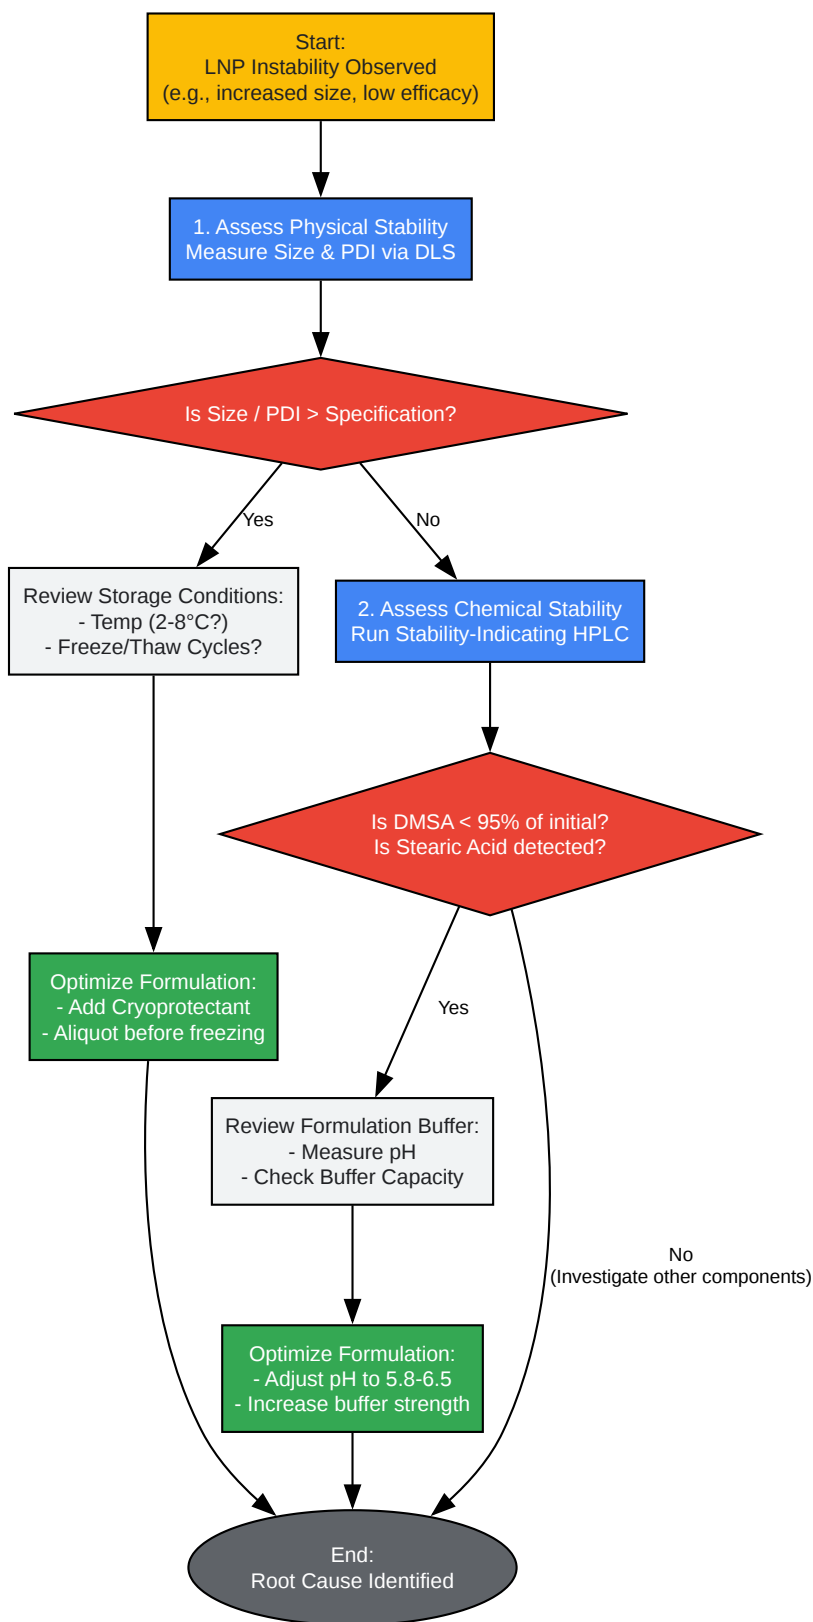 Start:
LNP Instability Observed
(e.g., increased size, low efficacy)
1. Assess Physical Stability
Measure Size & PDI via DLS
Is Size / PDI > Specification?
Yes
No
Review Storage Conditions:
- Temp (2-8°C?)
- Freeze/Thaw Cycles?
2. Assess Chemical Stability
Run Stability-Indicating HPLC
Is DMSA < 95% of initial?
Is Stearic Acid detected?
Optimize Formulation:
- Add Cryoprotectant
- Aliquot before freezing
Yes
Review Formulation Buffer:
- Measure pH
- Check Buffer Capacity
No
(Investigate other components)
Optimize Formulation:
- Adjust pH to 5.8-6.5
- Increase buffer strength
End:
Root Cause Identified